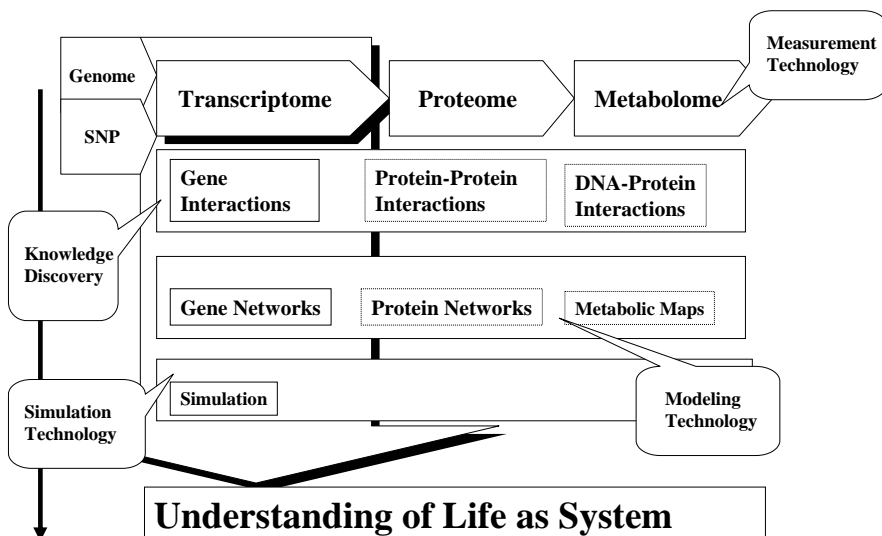 Measurement
Technology
Genome
Transcriptome
Proteome
Metabolome
SNP
Gene
Interactions
Protein-Protein
Interactions
DNA-Protein
Interactions
Knowledge
Discovery
Gene Networks
Protein Networks
Metabolic Maps
Simulation
Simulation
Technology
Modeling
Technology
Understanding of Life as System